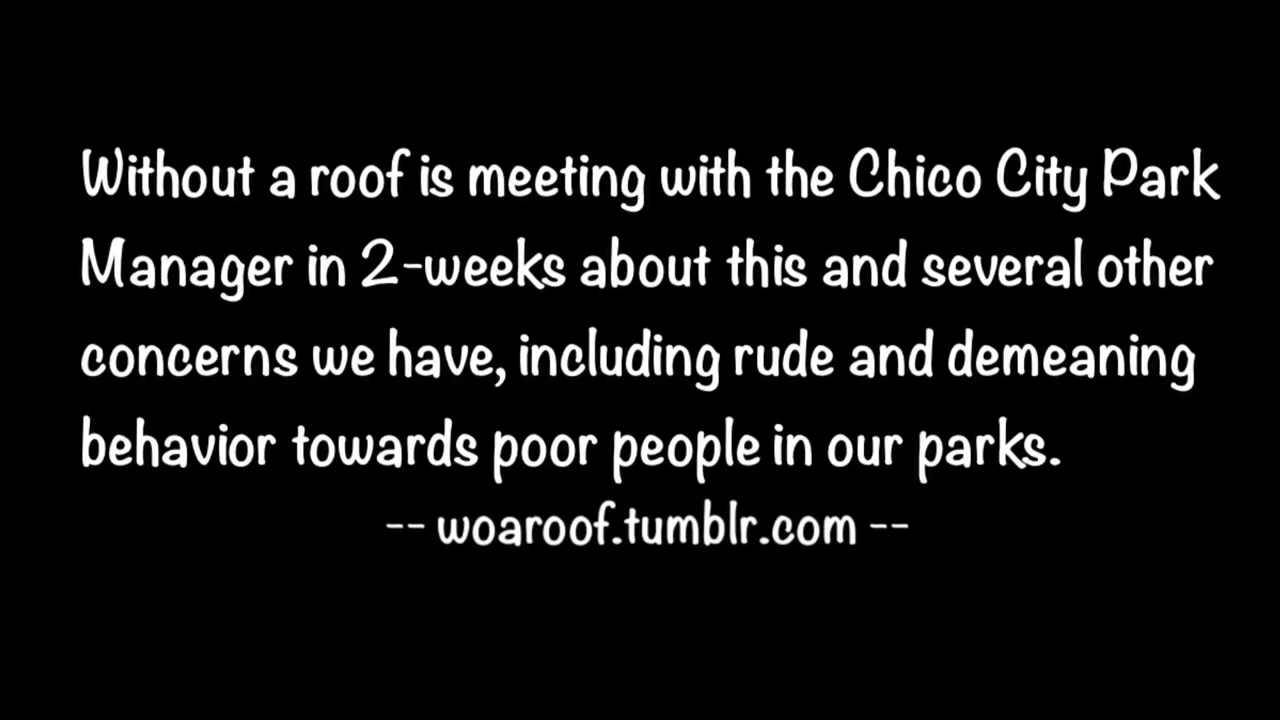 Without a roof is meeting with the Chico City Park
Manager in 2-weeks about this and several other
concerns we have, including rude and demeaning
behavior towards poor people in our parks.
-- woaroof.tumblr.com --